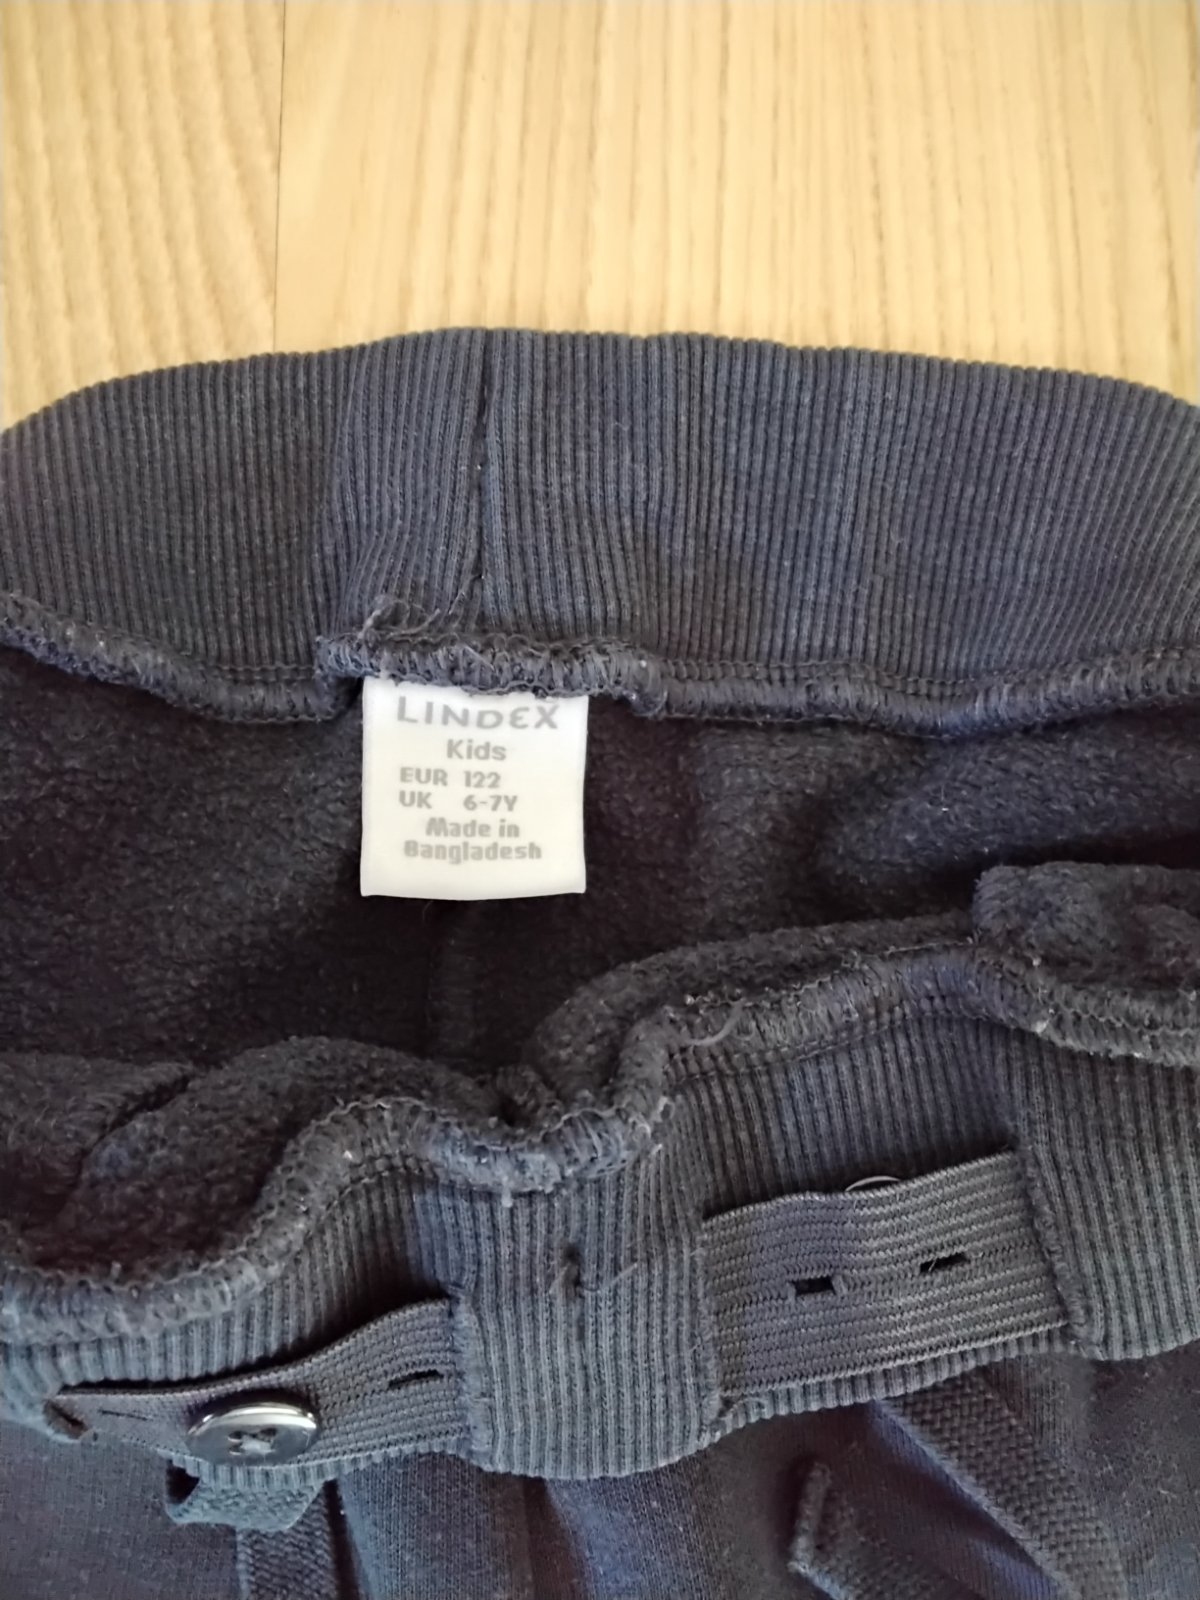 LINDEX
Kids
EUR 122
UK 6-7Y
Made in
Bangladesh